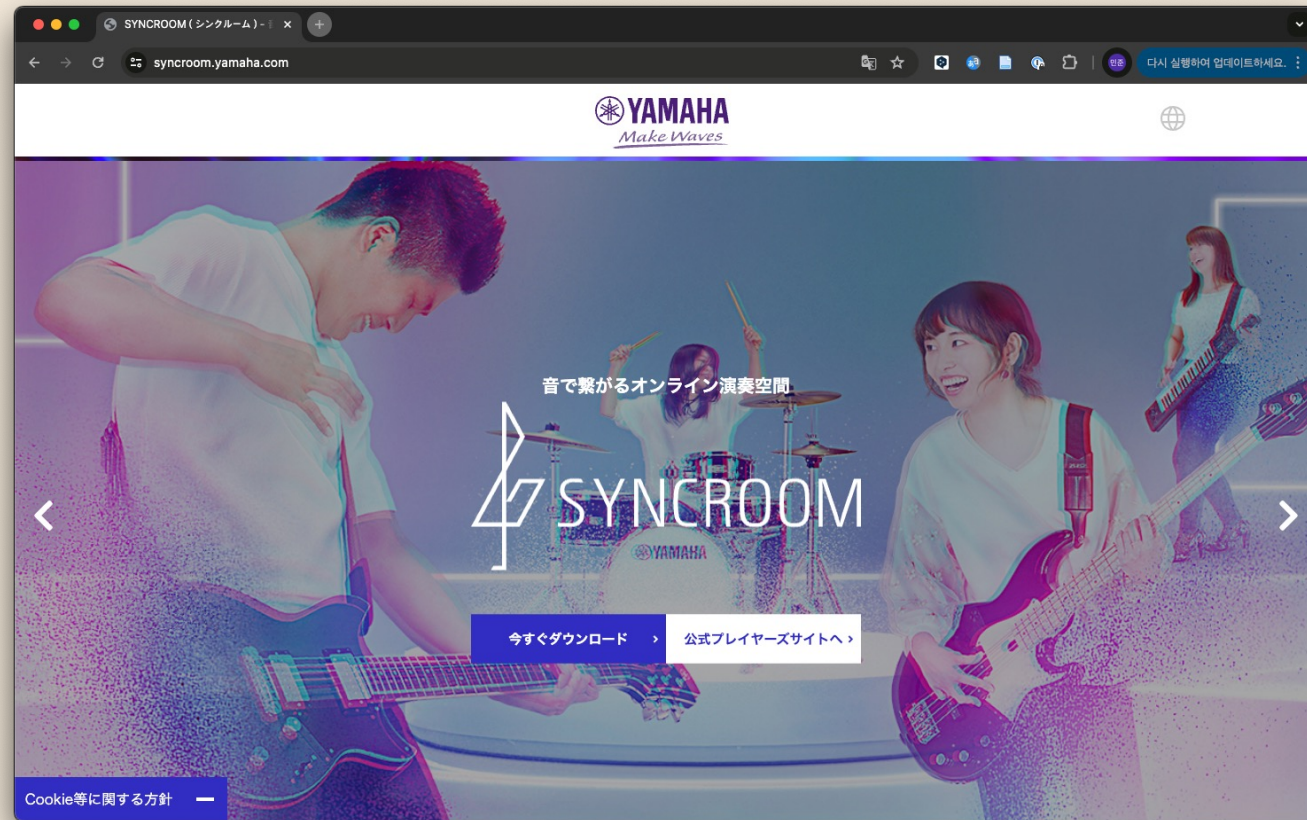 SYNCROOM ( シンクルーム ) -
syncroom.yamaha.com
민준
다시 실행하여 업데이트하세요.
YAMAHA
Make Waves
音で繋がるオンライン演奏空間
SYNCROOM
YAMAHA
今すぐダウンロード
公式プレイヤーズサイトへ
Cookie等に関する方針